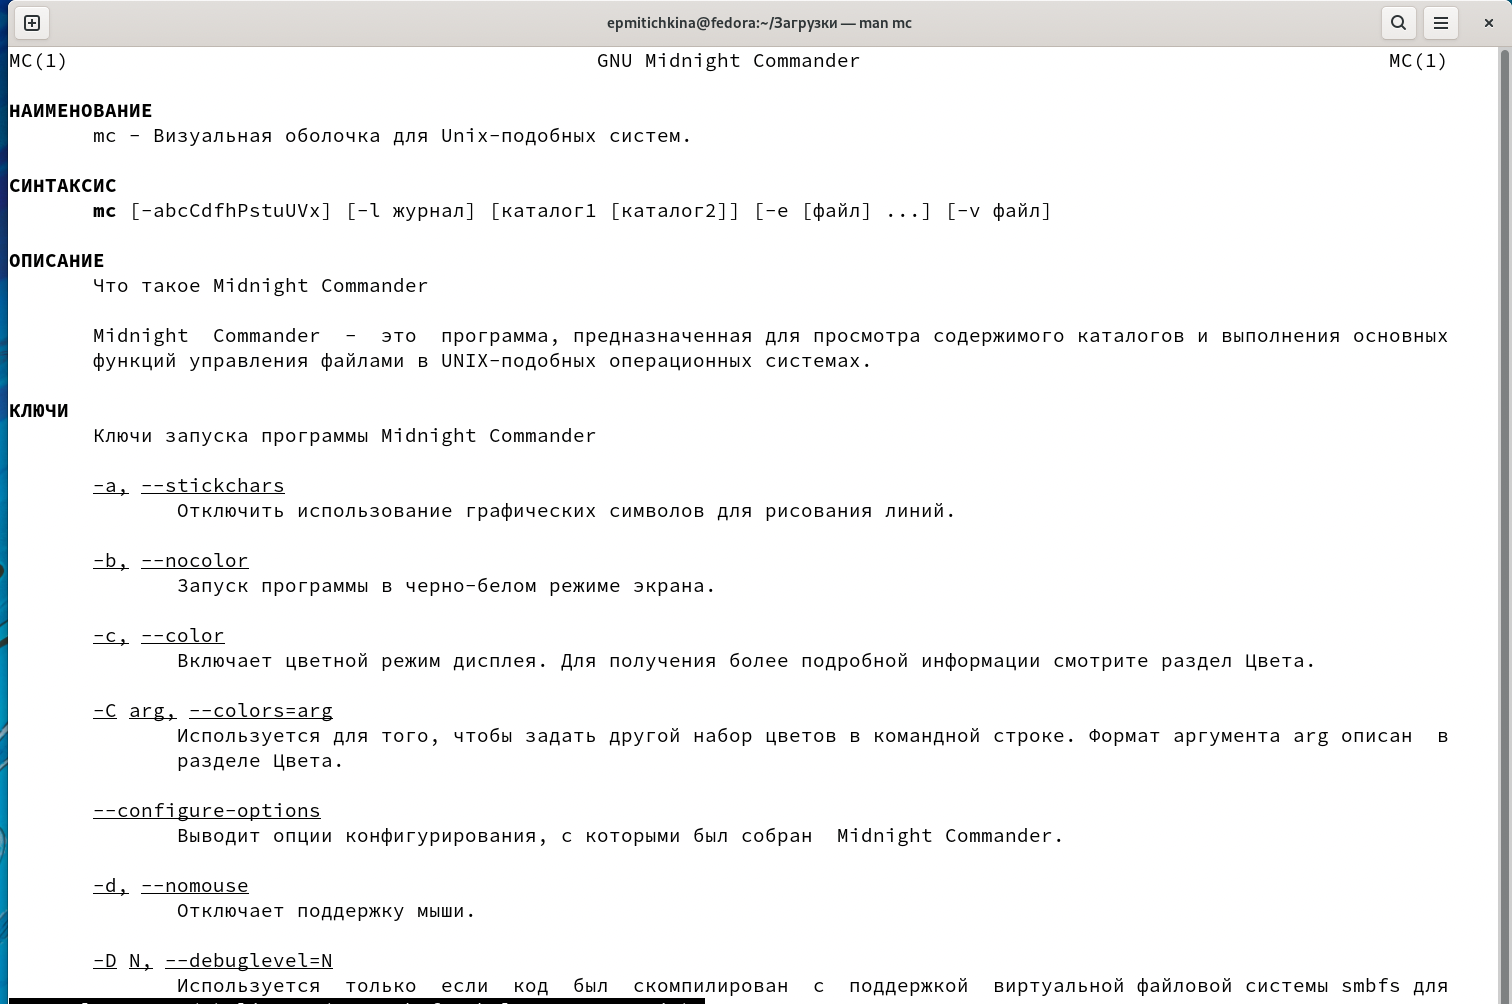 epmitichkina@fedora:~/Загрузки — man mc
MC(1) GNU Midnight Commander MC(1)
НАИМЕНОВАНИЕ
mc - Визуальная оболочка для Unix-подобных систем.
СИНТАКСИС
mc [-abcCdfhPstuUVx] [-l журнал] [каталог1 [каталог2]] [-e [файл] ...] [-v файл]
ОПИСАНИЕ
Что такое Midnight Commander
Midnight Commander - это программа, предназначенная для просмотра содержимого каталогов и выполнения основных
функций управления файлами в UNIX-подобных операционных системах.
КЛЮЧИ
Ключи запуска программы Midnight Commander
-a, --stickchars
Отключить использование графических символов для рисования линий.
-b, --nocolor
Запуск программы в черно-белом режиме экрана.
-c, --color
Включает цветной режим дисплея. Для получения более подробной информации смотрите раздел Цвета.
-C arg, --colors=arg
Используется для того, чтобы задать другой набор цветов в командной строке. Формат аргумента arg описан в
разделе Цвета.
--configure-options
Выводит опции конфигурирования, с которыми был собран Midnight Commander.
-d, --nomouse
Отключает поддержку мыши.
-D N, --debuglevel=N
Используется только если код был скомпилирован с поддержкой виртуальной файловой системы smbfs для